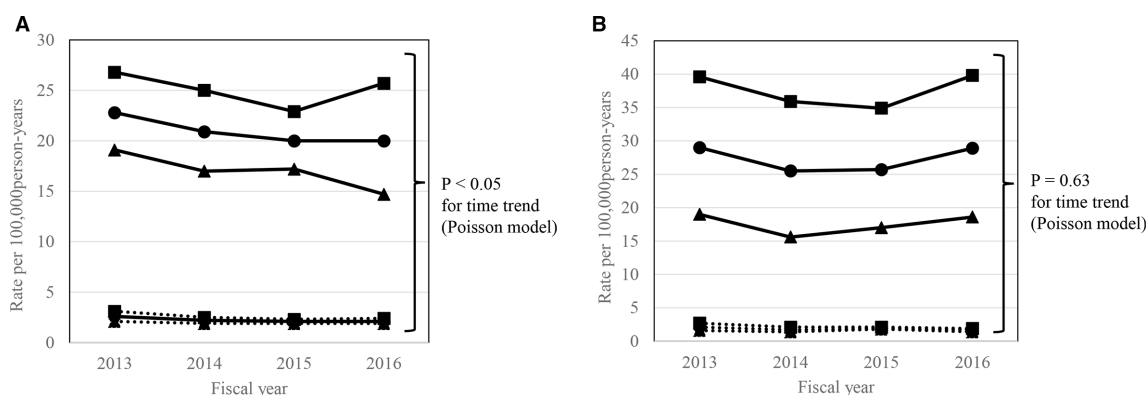 A
30
25
20
15
10
5
0
Rate per 100,000person-years
2013 2014 2015 2016
Fiscal year
P < 0.05
for time trend
(Poisson model)
B
45
40
35
30
25
20
15
10
5
0
Rate per 100,000person-years
2013 2014 2015 2016
Fiscal year
P = 0.63
for time trend
(Poisson model)